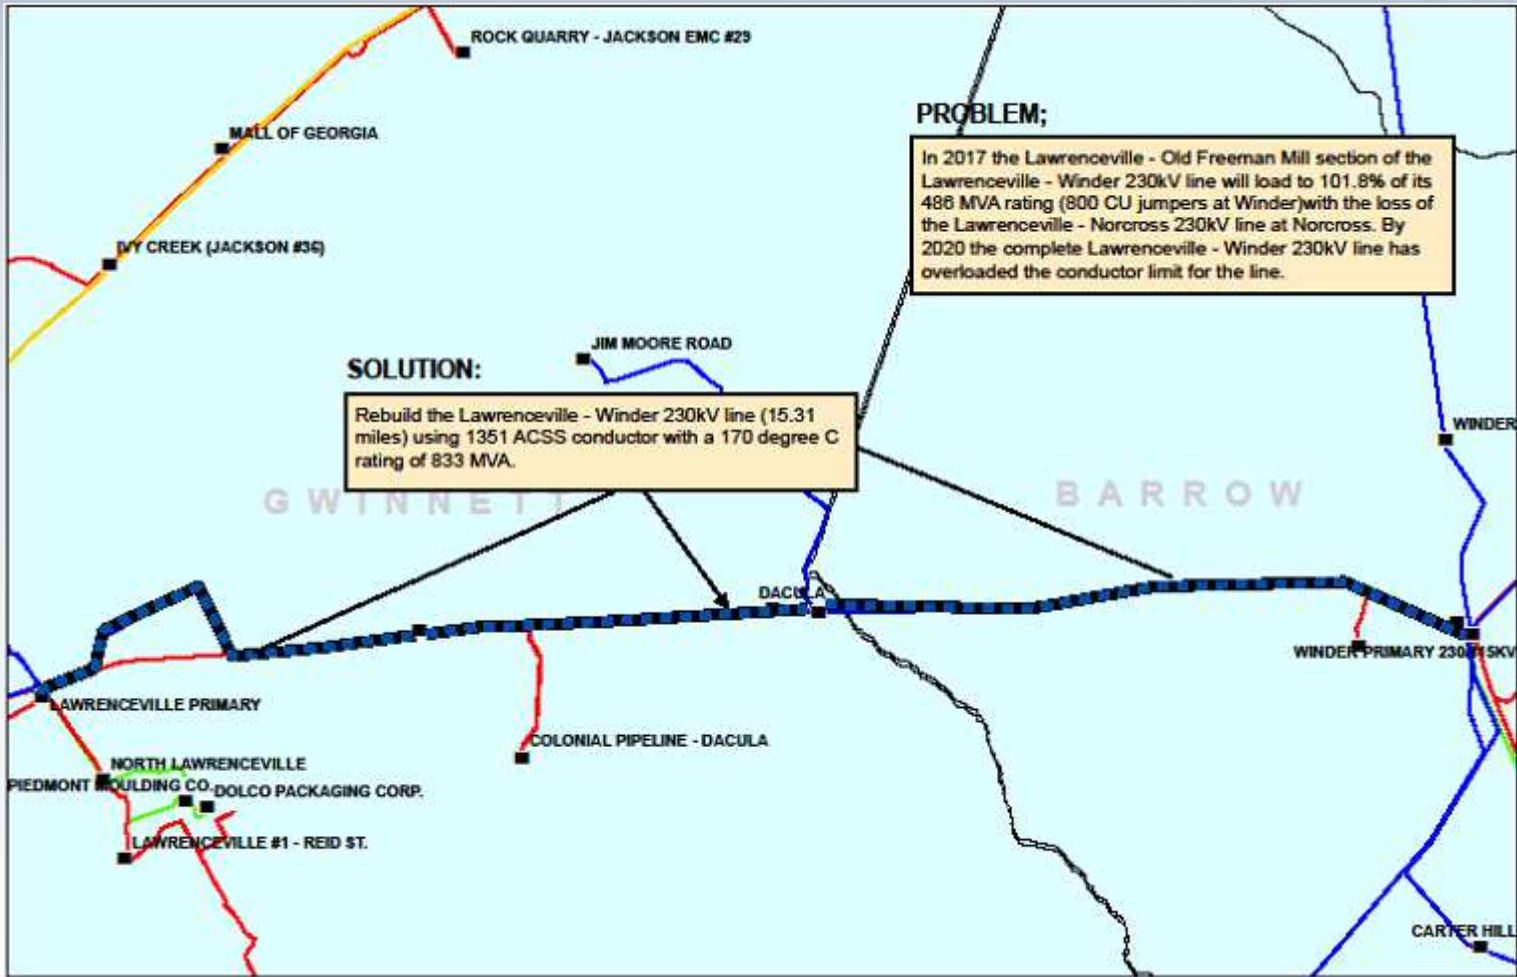 ROCK QUARRY - JACKSON EMC #29
PROBLEM;
MALL OF GEORGIA
In 2017 the Lawrenceville - Old Freeman Mill section of the
Lawrenceville - Winder 230kV line will load to 101.8% of its
486 MVA rating (800 CU jumpers at Winder)with the loss of
the Lawrenceville - Norcross 230kV line at Norcross. By
2020 the complete Lawrenceville - Winder 230kV line has
overloaded the conductor limit for the line.
IVY CREEK (JACKSON #36)
JIM MOORE ROAD
SOLUTION:
Rebuild the Lawrenceville - Winder 230kV line (15.31
miles) using 1351 ACSS conductor with a 170 degree C
rating of 833 MVA.
WINDER
GWINNETT
BARROW
DACULA
WINDER PRIMARY 230/115KV
LAWRENCEVILLE PRIMARY
COLONIAL PIPELINE - DACULA
NORTH LAWRENCEVILLE
PIEDMONT MOULDING CO.
DOLCO PACKAGING CORP.
LAWRENCEVILLE #1 - REID ST.
CARTER HILL